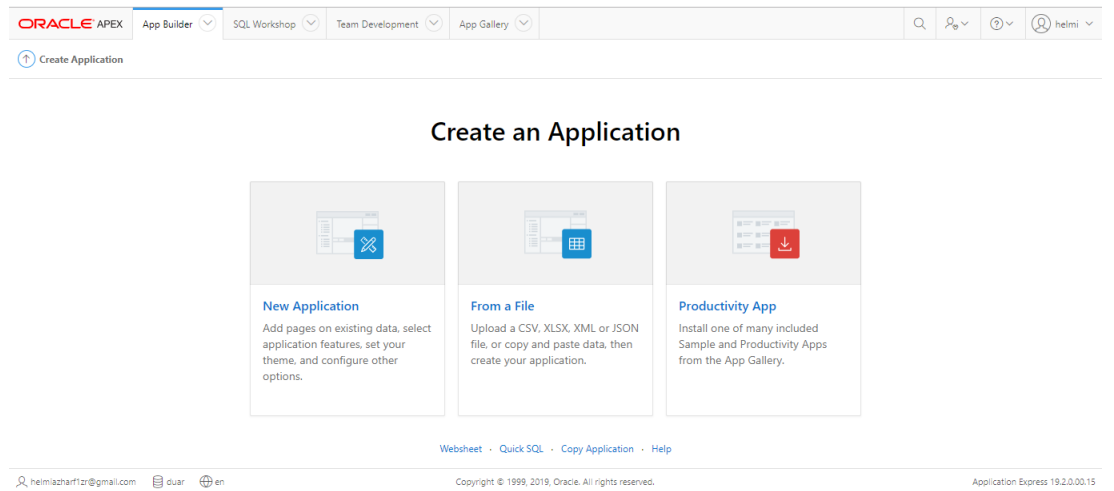 ORACLE APEX App Builder SQL Workshop Team Development App Gallery helmi
Create Application
Create an Application
New Application
Add pages on existing data, select
application features, set your
theme, and configure other
options.
From a File
Upload a CSV, XLSX, XML or JSON
file, or copy and paste data, then
create your application.
Productivity App
Install one of many included
Sample and Productivity Apps
from the App Gallery.
Websheet · Quick SQL · Copy Application · Help
helmiazharf1zr@gmail.com duar en Copyright © 1999, 2019, Oracle. All rights reserved. Application Express 19.2.0.00.15